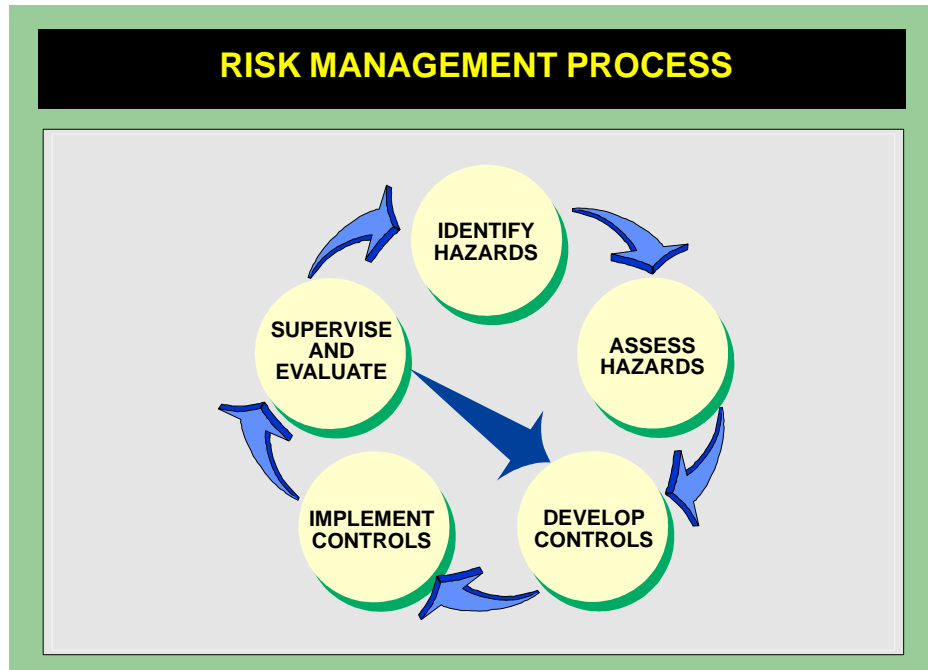 RISK MANAGEMENT PROCESS
IDENTIFY
HAZARDS
ASSESS
HAZARDS
DEVELOP
CONTROLS
IMPLEMENT
CONTROLS
SUPERVISE
AND
EVALUATE